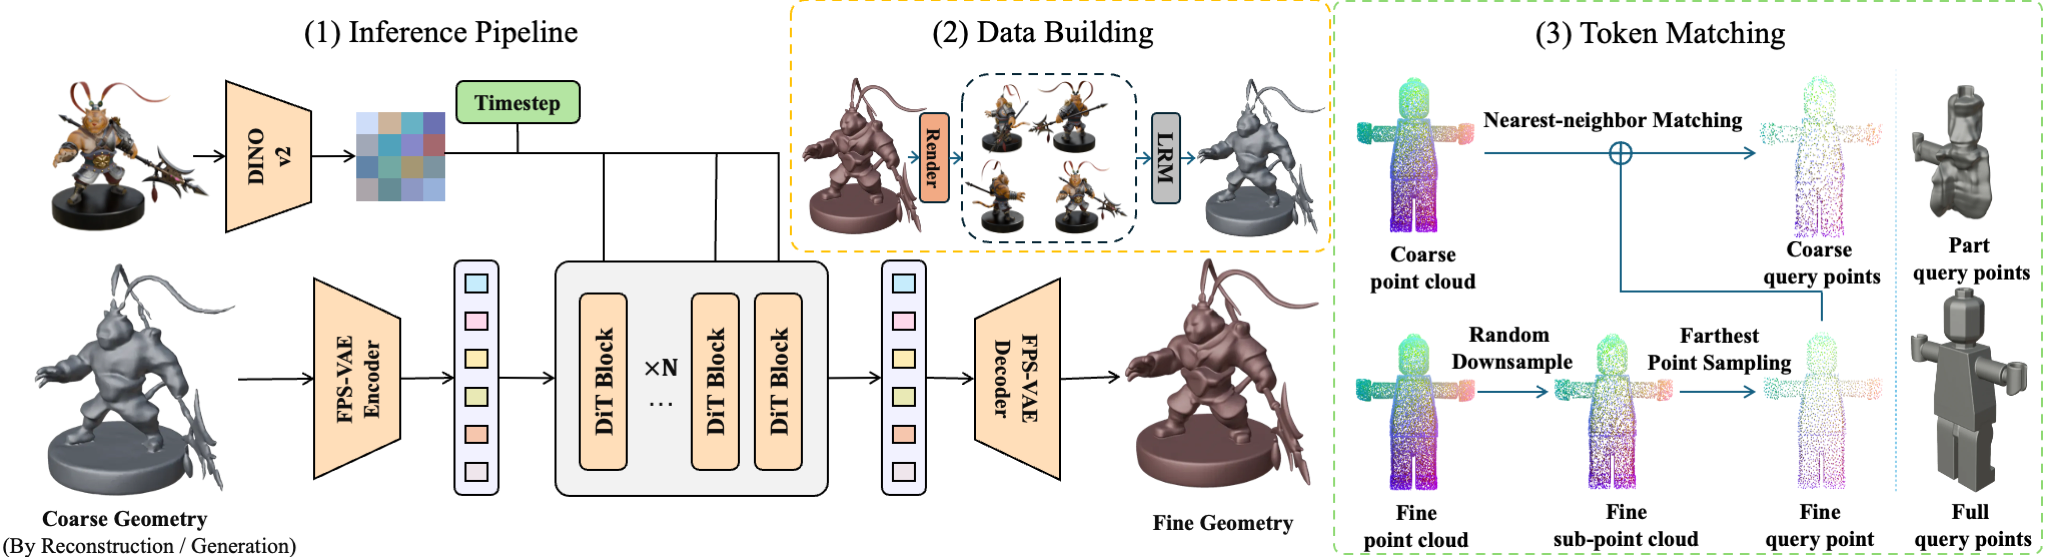 (1) Inference Pipeline
DINO
v2
Timestep
Coarse Geometry
(By Reconstruction / Generation)
FPS-VAE
Encoder
DiT Block
×N
...
DiT Block
DiT Block
FPS-VAE
Decoder
Fine Geometry
(2) Data Building
Render
LRM
(3) Token Matching
Nearest-neighbor Matching
Coarse
point cloud
Coarse
query points
Part
query points
Random
Downsample
Farthest
Point Sampling
Fine
point cloud
Fine
sub-point cloud
Fine
query point
Full
query points